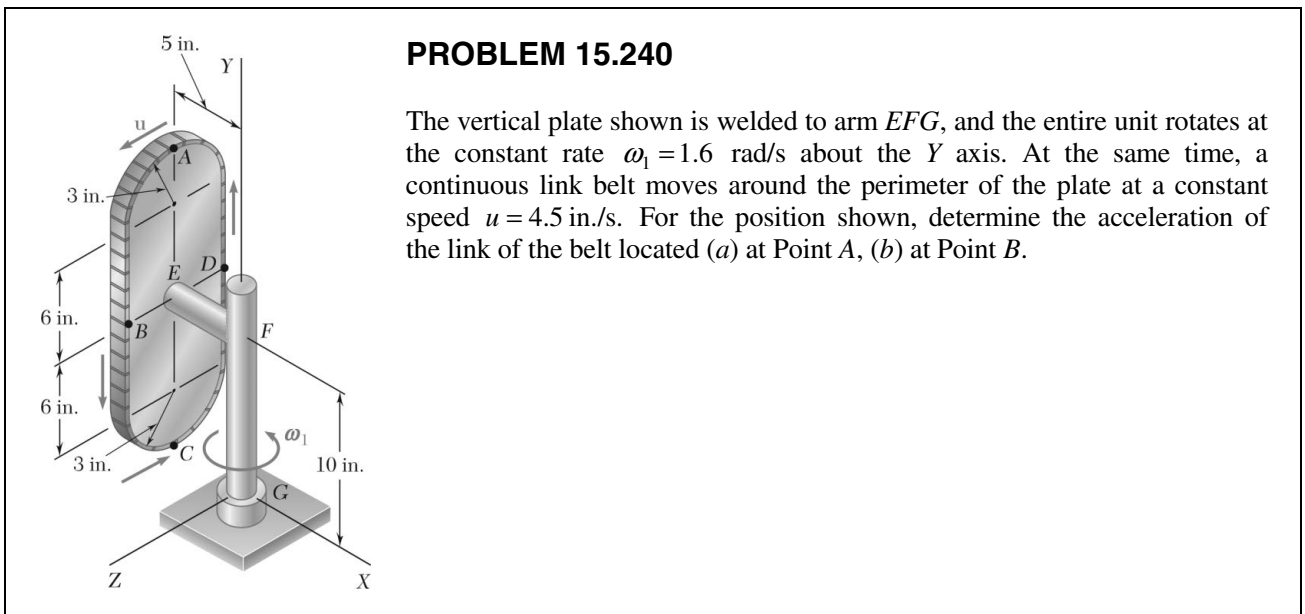 PROBLEM 15.240
The vertical plate shown is welded to arm EFG, and the entire unit rotates at
the constant rate ω₁ = 1.6 rad/s about the Y axis. At the same time, a
continuous link belt moves around the perimeter of the plate at a constant
speed u = 4.5 in./s. For the position shown, determine the acceleration of
the link of the belt located (a) at Point A, (b) at Point B.
5 in.
Y
u
A
3 in.
E
D
6 in.
B
F
6 in.
C
ω₁
3 in.
10 in.
G
Z
X